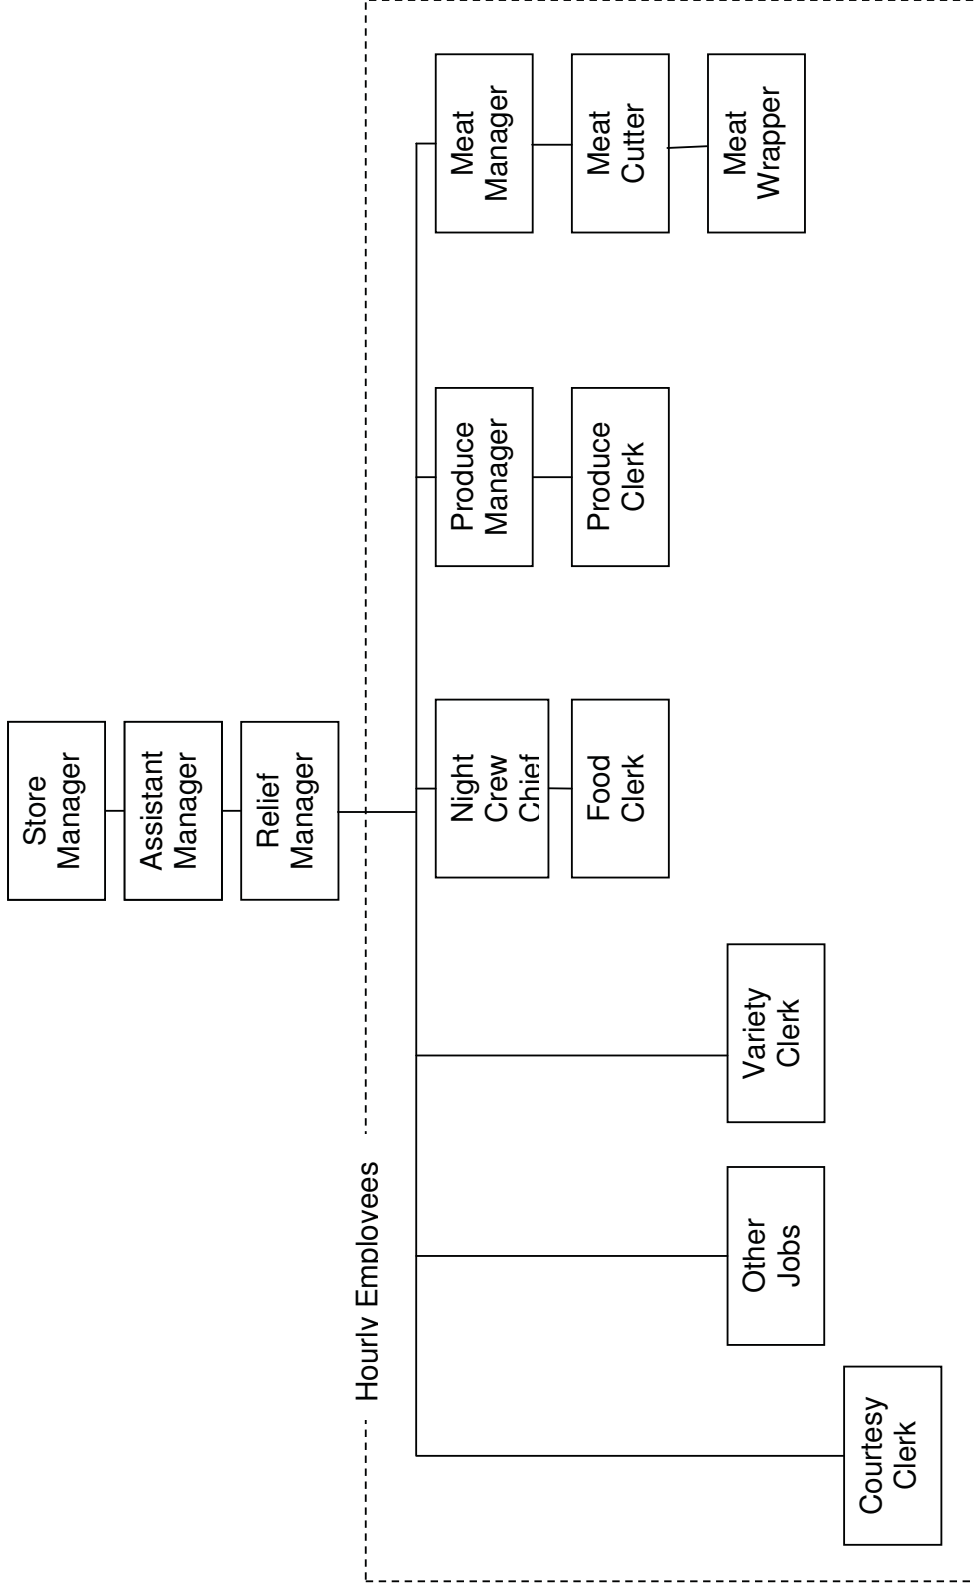 Store
Manager
Assistant
Manager
Relief
Manager
Hourly Employees
Courtesy
Clerk
Other
Jobs
Variety
Clerk
Night
Crew
Chief
Food
Clerk
Produce
Manager
Produce
Clerk
Meat
Manager
Meat
Cutter
Meat
Wrapper